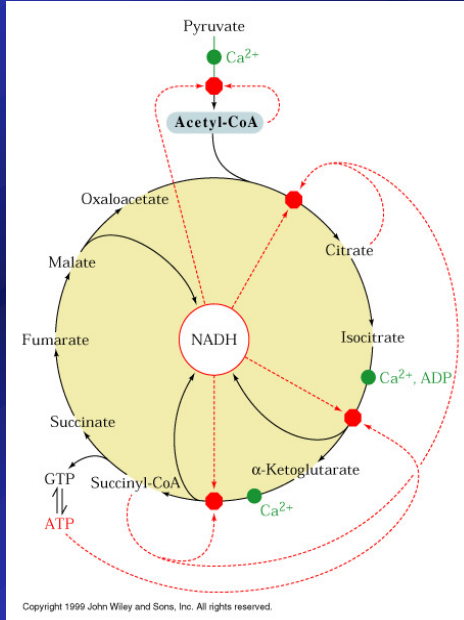 Pyruvate
Ca2+
Acetyl-CoA
Oxaloacetate
Citrate
Malate
Isocitrate
NADH
Fumarate
Ca2+, ADP
Succinate
α-Ketoglutarate
GTP
Succinyl-CoA
Ca2+
ATP
Copyright 1999 John Wiley and Sons, Inc. All rights reserved.